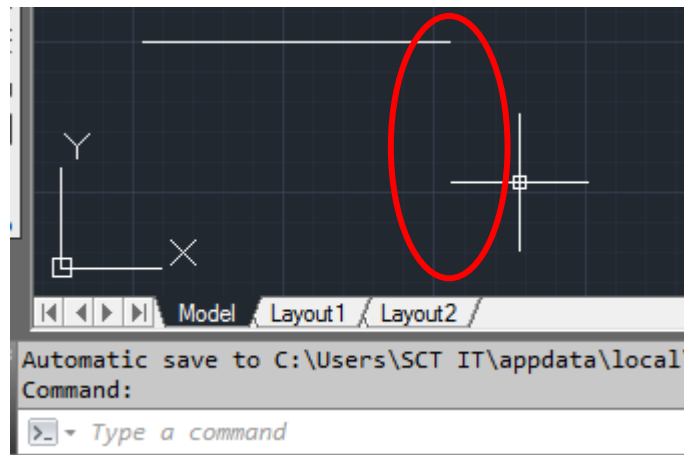 Y
X
Model Layout1 Layout2
Automatic save to C:\Users\SCT IT\appdata\local\
Command:
Type a command